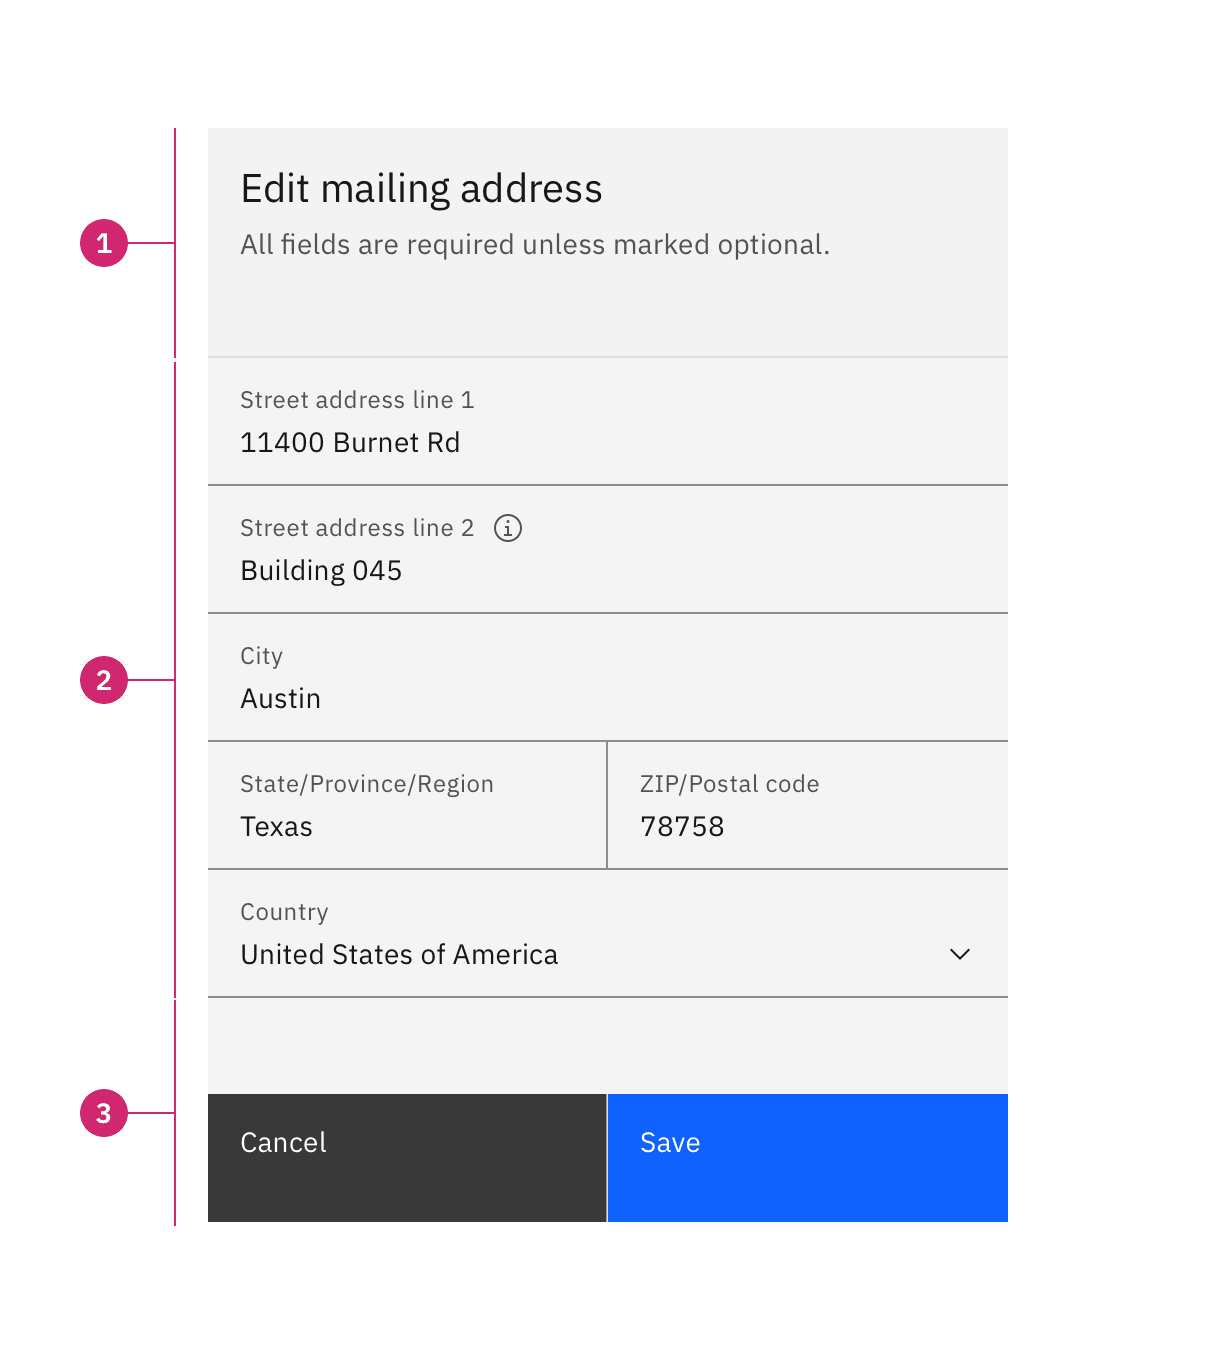 1
Edit mailing address
All fields are required unless marked optional.
Street address line 1
11400 Burnet Rd
Street address line 2
Building 045
2
City
Austin
State/Province/Region
Texas
ZIP/Postal code
78758
Country
United States of America
3
Cancel
Save